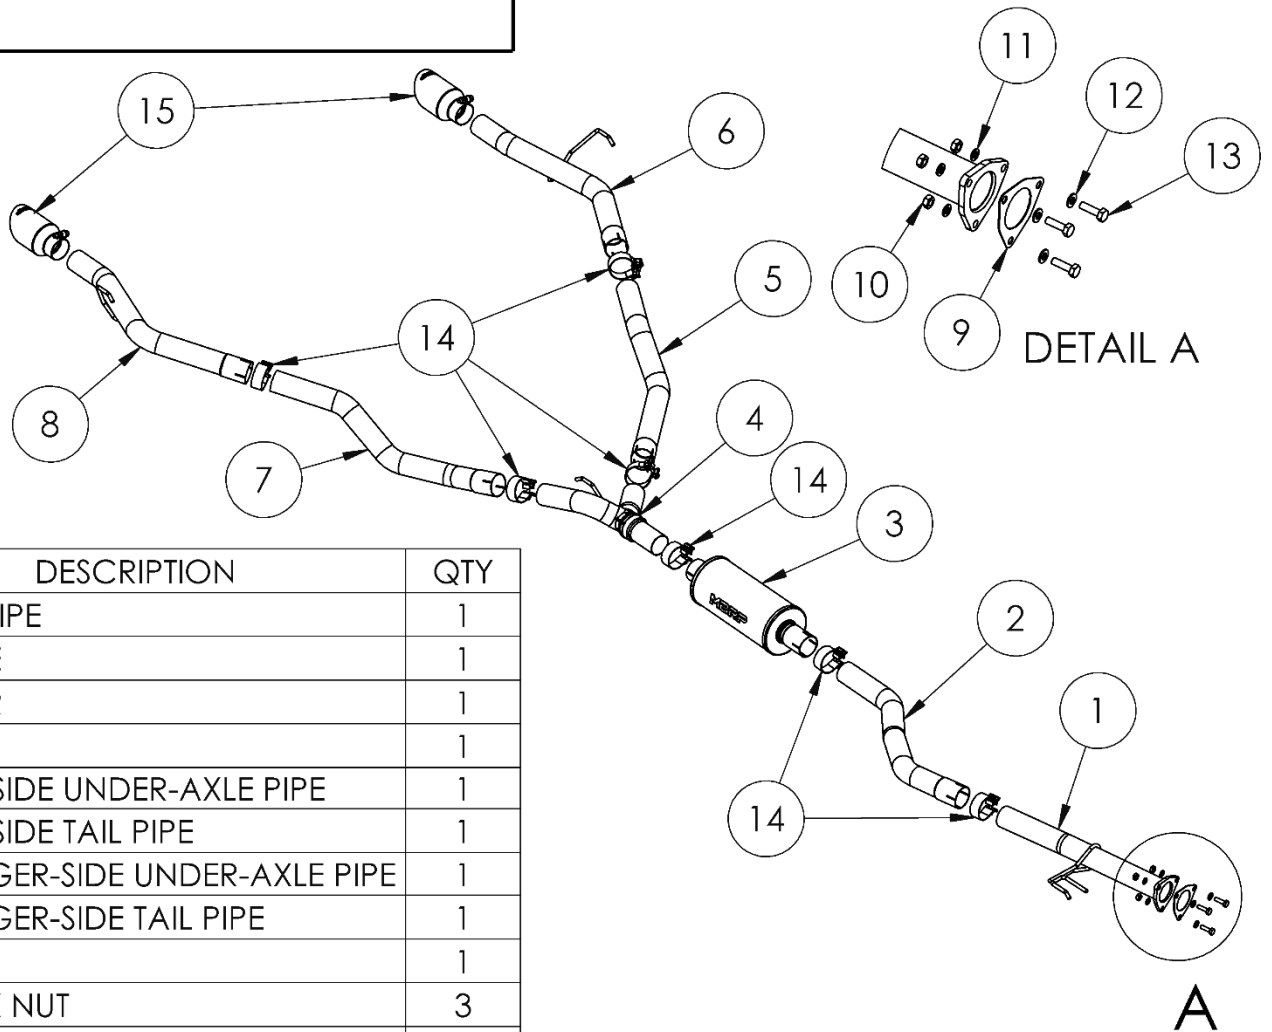 11
12
13
15
6
5
10
9
DETAIL A
14
8
7
4
14
3
MBRP
2
1
14
A
DESCRIPTION QTY
IPE 1
1
1
1
SIDE UNDER-AXLE PIPE 1
SIDE TAIL PIPE 1
GER-SIDE UNDER-AXLE PIPE 1
GER-SIDE TAIL PIPE 1
1
NUT 3